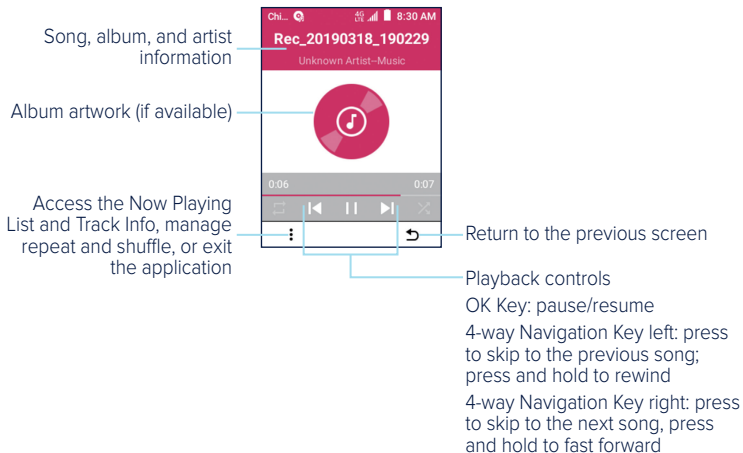 Chi... 4G LTE 8:30 AM
Rec_20190318_190229
Unknown Artist--Music
0:06 0:07
Song, album, and artist
information
Album artwork (if available)
Access the Now Playing
List and Track Info, manage
repeat and shuffle, or exit
the application
Return to the previous screen
Playback controls
OK Key: pause/resume
4-way Navigation Key left: press
to skip to the previous song;
press and hold to rewind
4-way Navigation Key right: press
to skip to the next song, press
and hold to fast forward